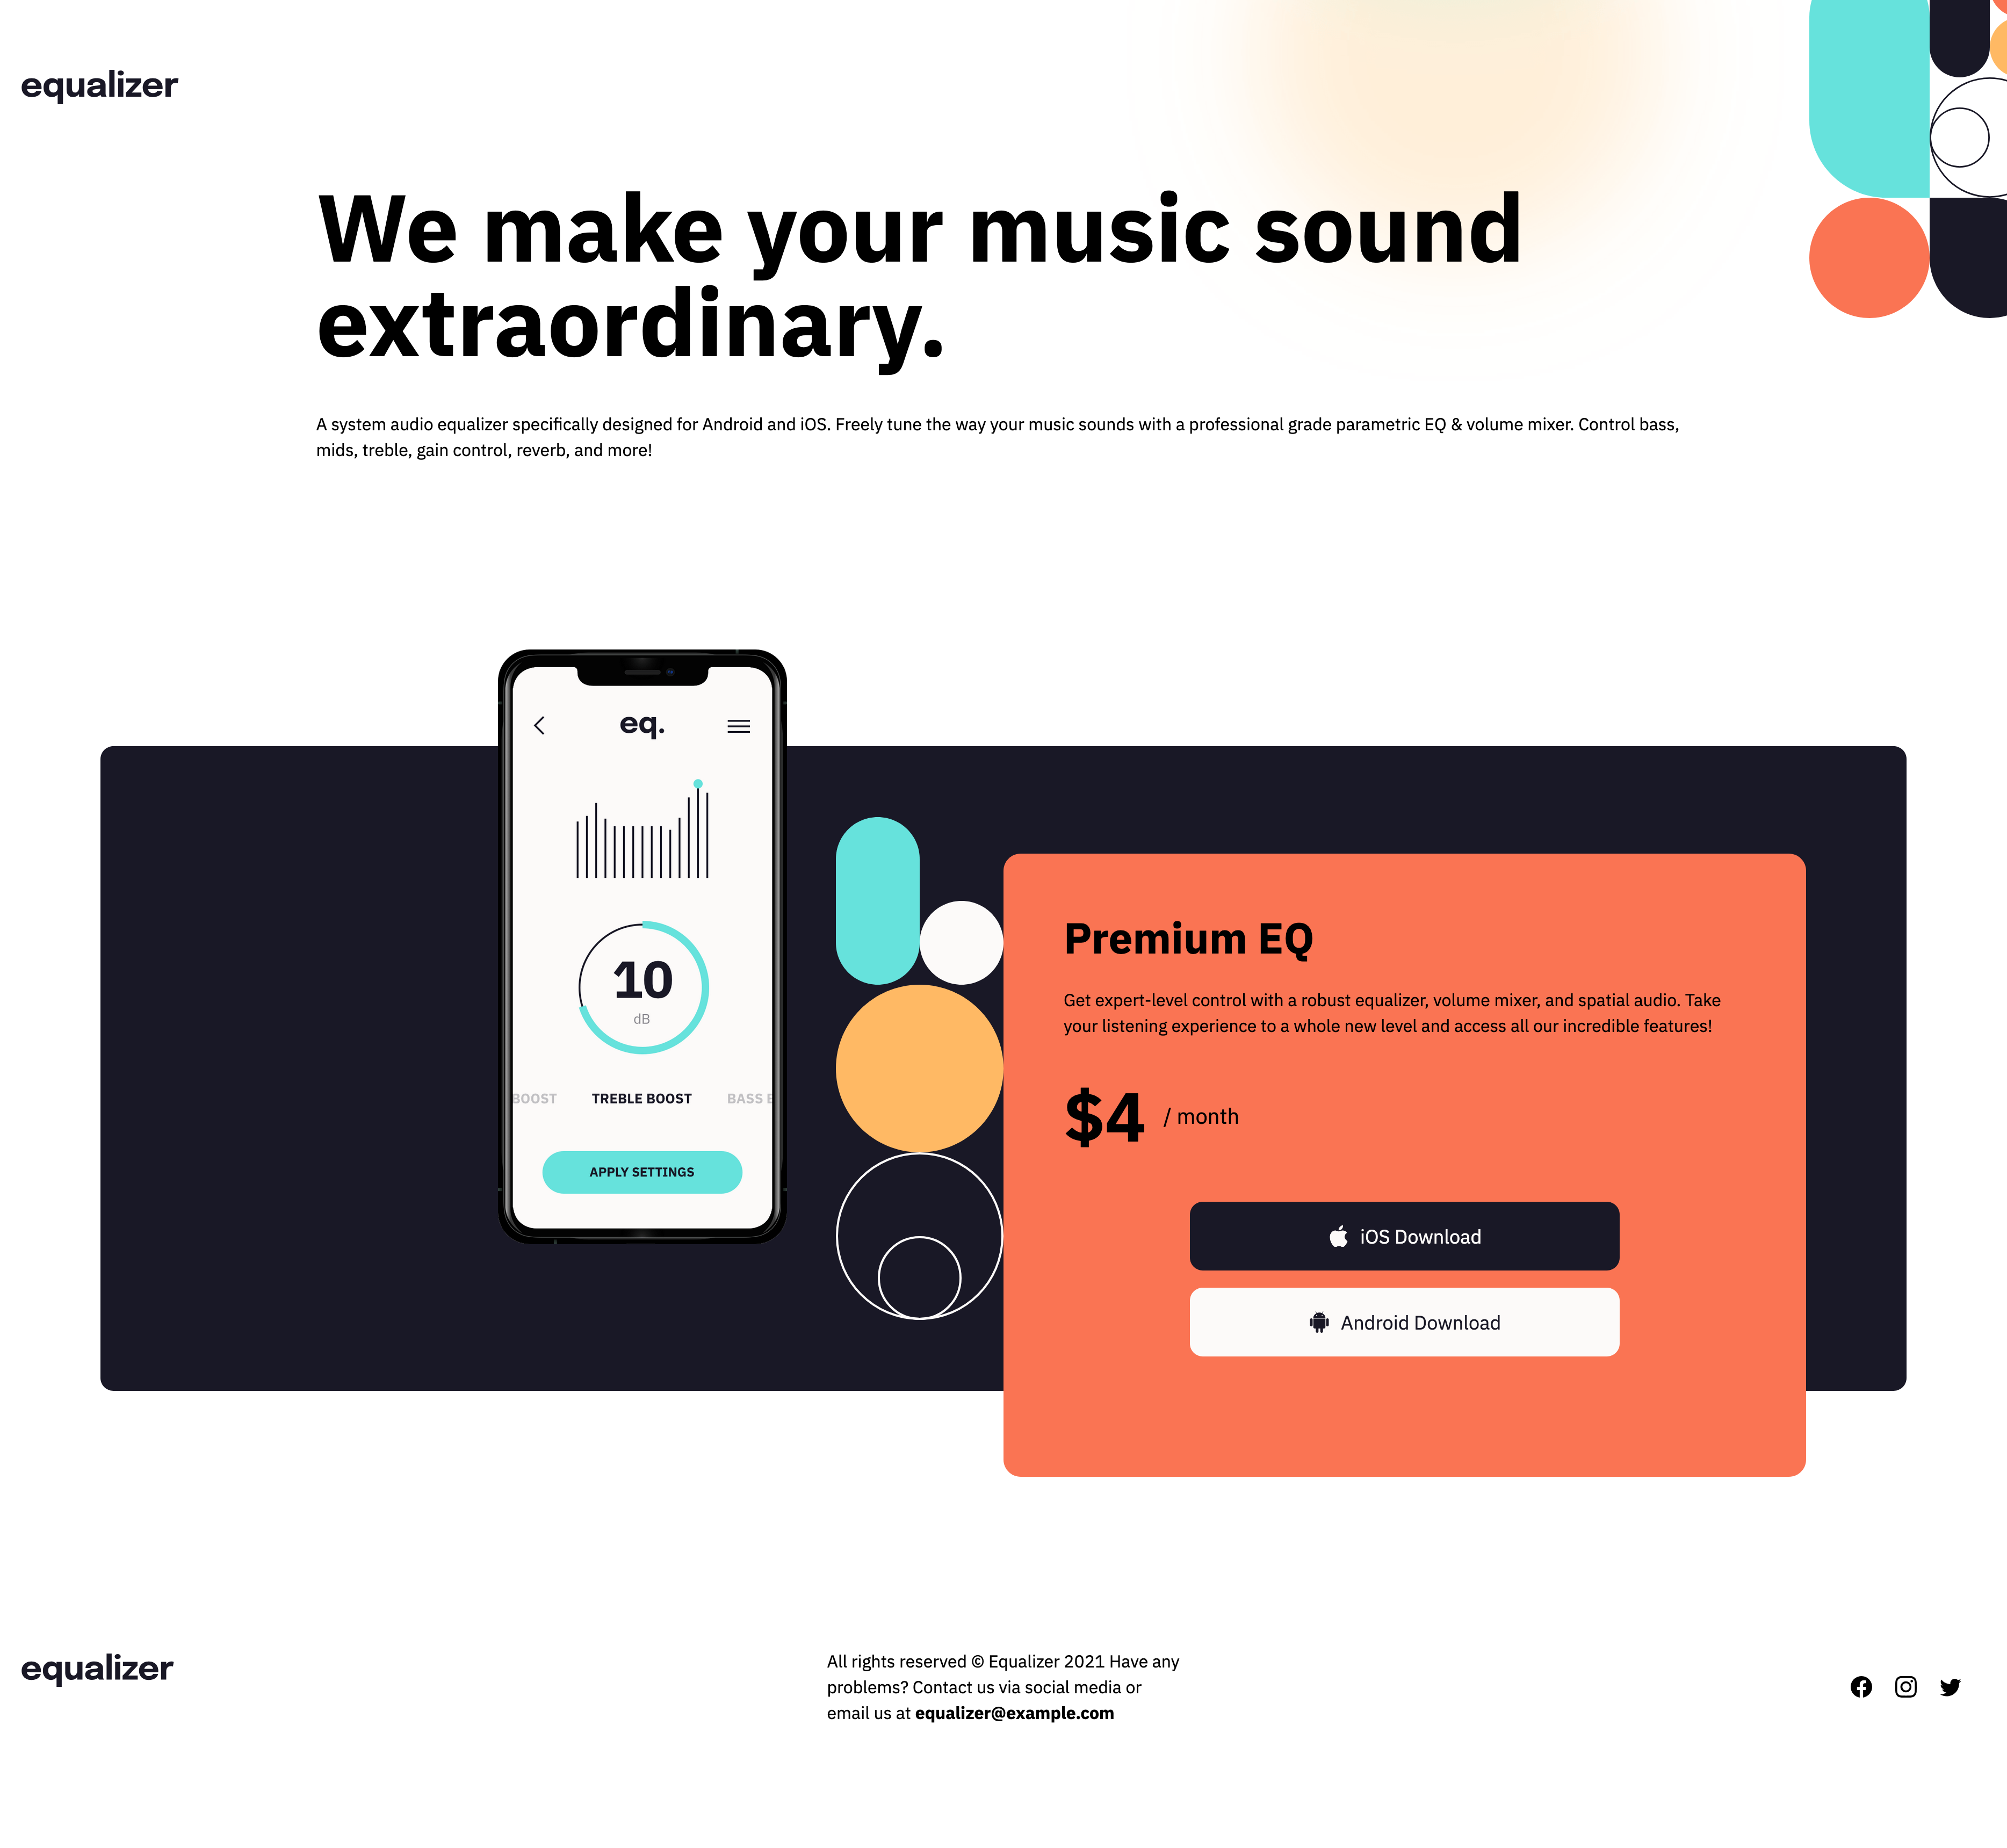 equalizer
We make your music sound
extraordinary.
A system audio equalizer specifically designed for Android and iOS. Freely tune the way your music sounds with a professional grade parametric EQ & volume mixer. Control bass,
mids, treble, gain control, reverb, and more!
eq.
10
dB
BOOST TREBLE BOOST BASS
APPLY SETTINGS
Premium EQ
Get expert-level control with a robust equalizer, volume mixer, and spatial audio. Take
your listening experience to a whole new level and access all our incredible features!
$4 / month
iOS Download
Android Download
equalizer
All rights reserved © Equalizer 2021 Have any
problems? Contact us via social media or
email us at equalizer@example.com